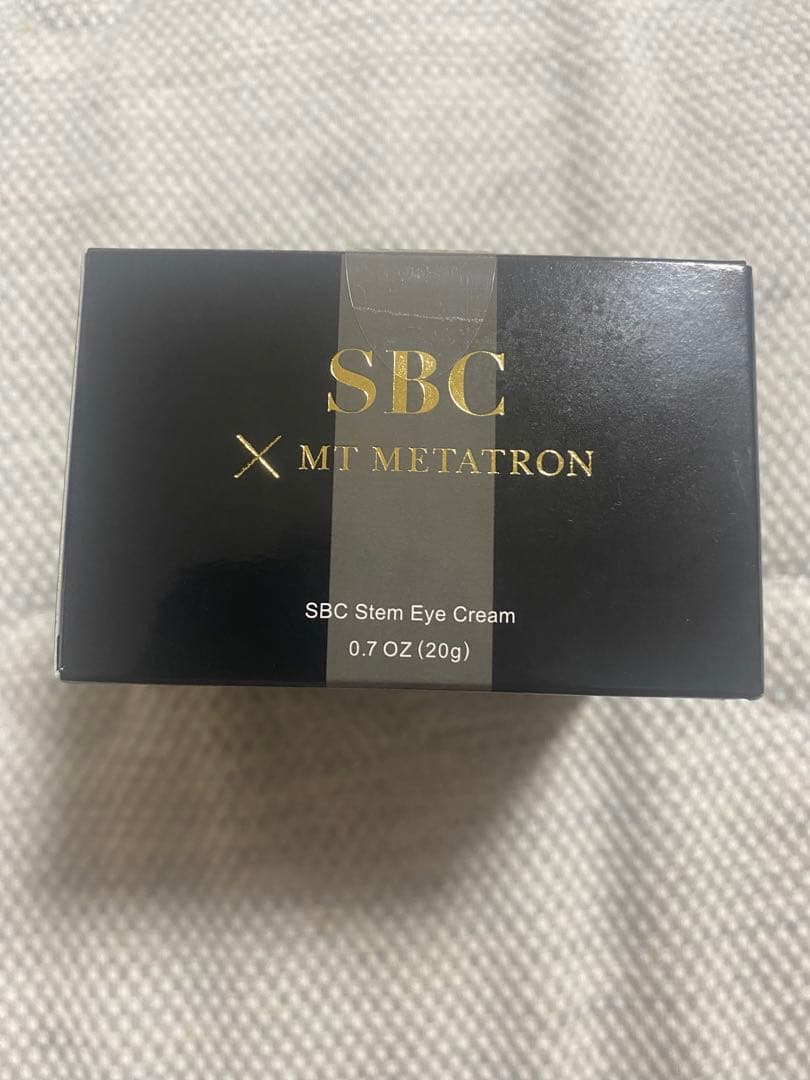 SBC
× MT METATRON
SBC Stem Eye Cream
0.7 OZ (20g)